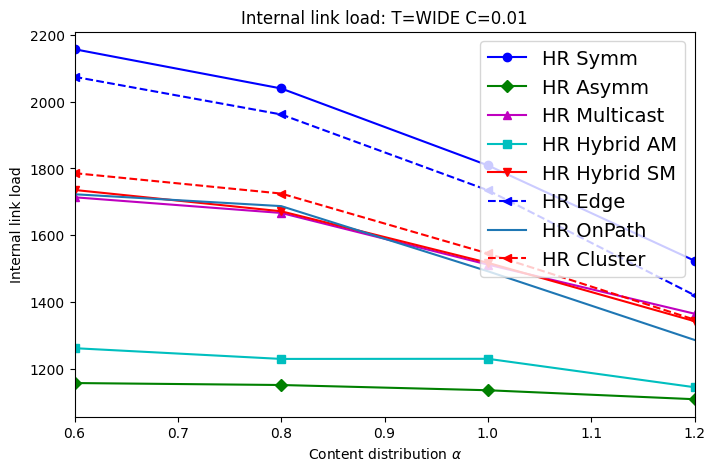 Internal link load: T=WIDE C=0.01
2200
2000
1800
1600
1400
1200
Internal link load
HR Symm
HR Asymm
HR Multicast
HR Hybrid AM
HR Hybrid SM
HR Edge
HR OnPath
HR Cluster
0.6 0.7 0.8 0.9 1.0 1.1 1.2
Content distribution α